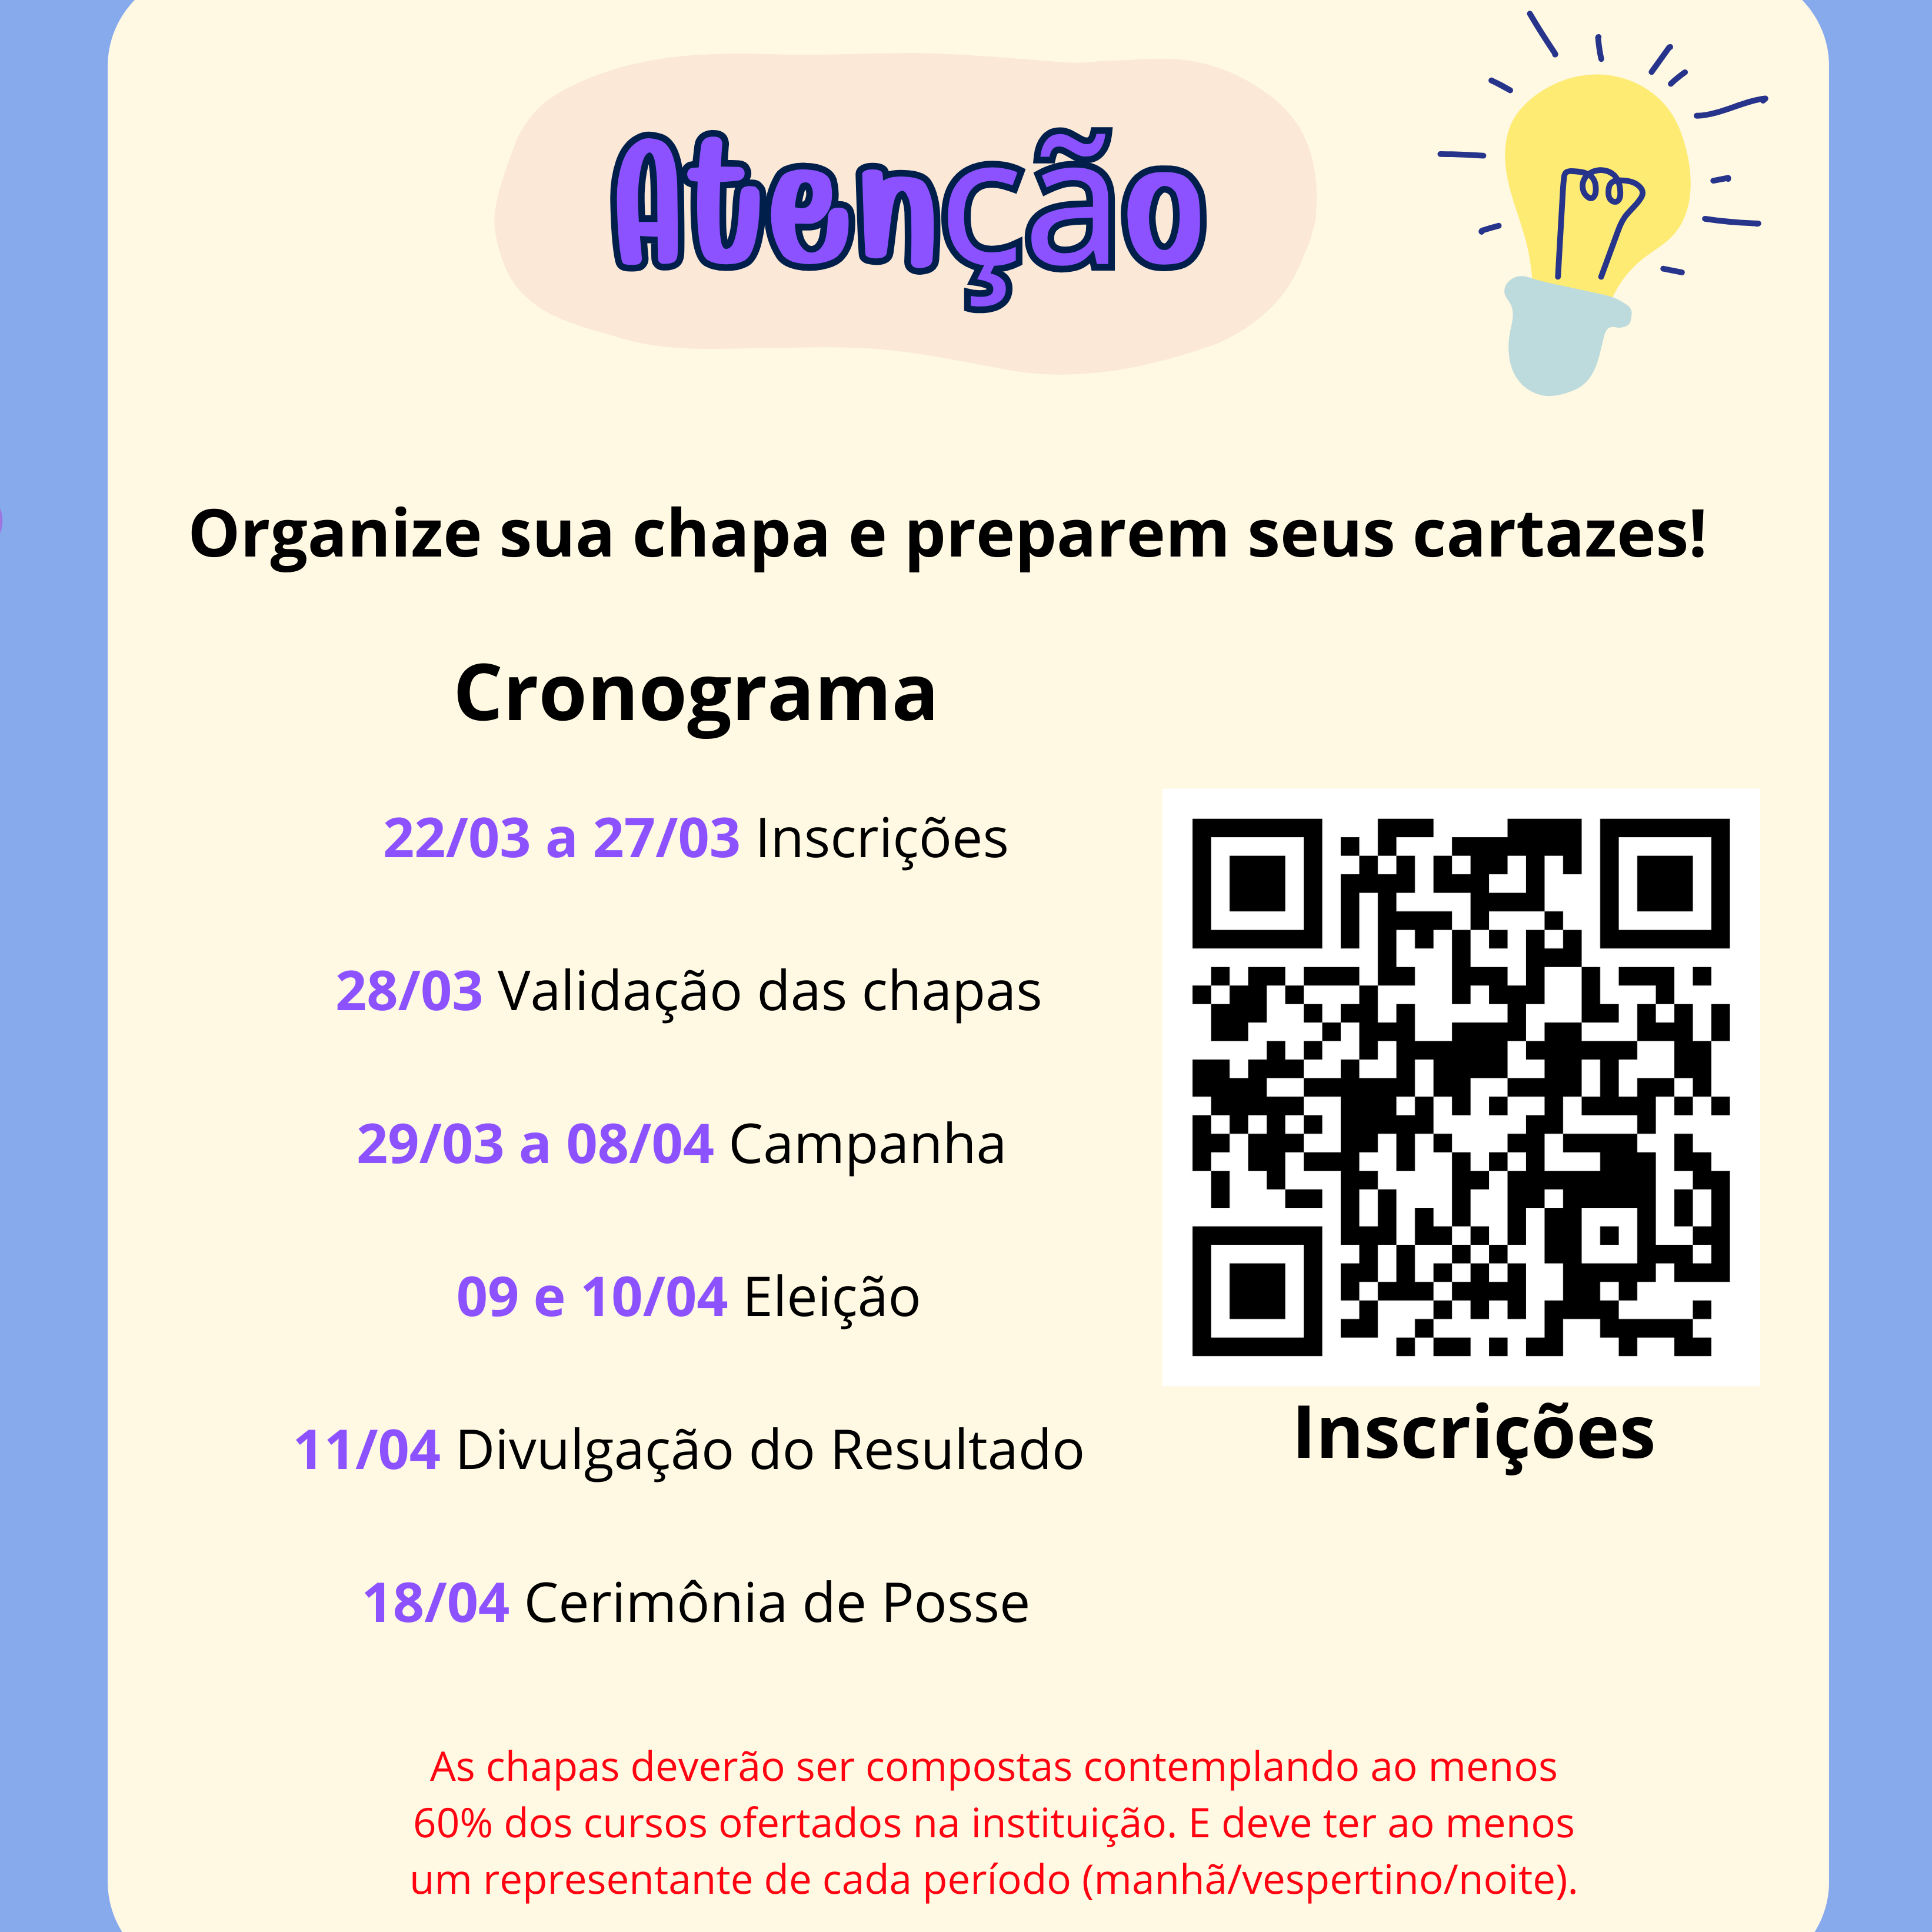 Atenção
Organize sua chapa e preparem seus cartazes!
Cronograma
22/03 a 27/03 Inscrições
28/03 Validação das chapas
29/03 a 08/04 Campanha
09 e 10/04 Eleição
11/04 Divulgação do Resultado
18/04 Cerimônia de Posse
Inscrições
As chapas deverão ser compostas contemplando ao menos
60% dos cursos ofertados na instituição. E deve ter ao menos
um representante de cada período (manhã/vespertino/noite).